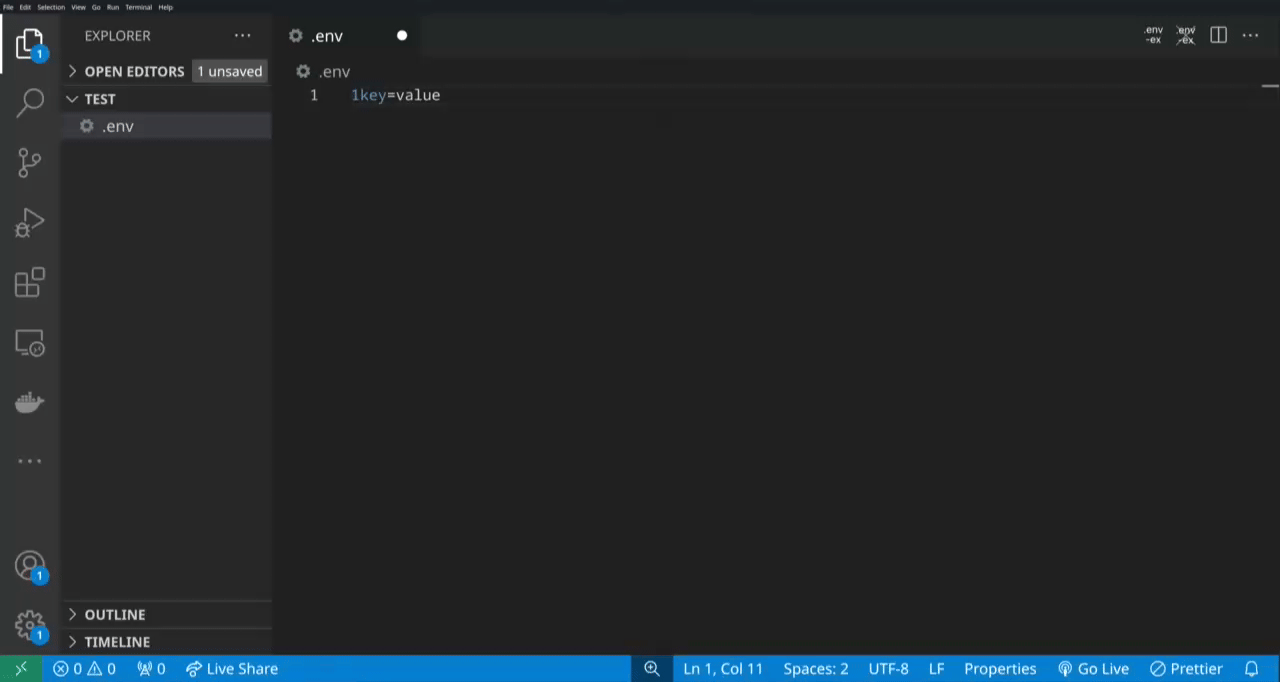 File Edit Selection View Go Run Terminal Help
EXPLORER
.env
.env
-ex
.env
-ex
OPEN EDITORS 1 unsaved
.env
TEST
1 1key=value
.env
1
1
OUTLINE
1
TIMELINE
0 0 0 Live Share Ln 1, Col 11 Spaces: 2 UTF-8 LF Properties Go Live Prettier